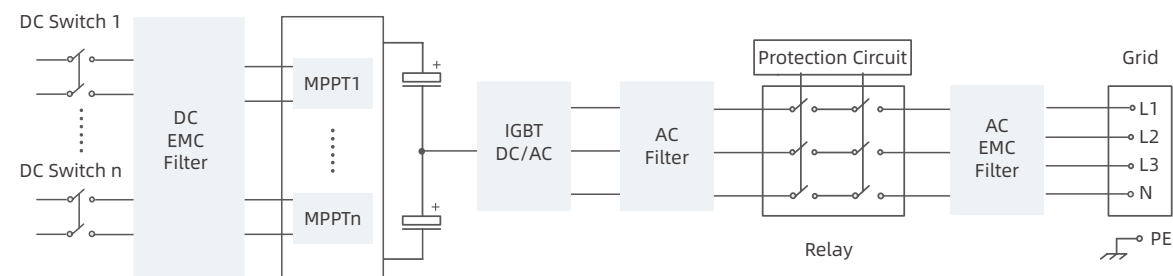 DC Switch 1
DC Switch n
DC
EMC
Filter
MPPT1
MPPTn
+
+
IGBT
DC/AC
AC
Filter
Protection Circuit
Relay
AC
EMC
Filter
Grid
L1
L2
L3
N
PE